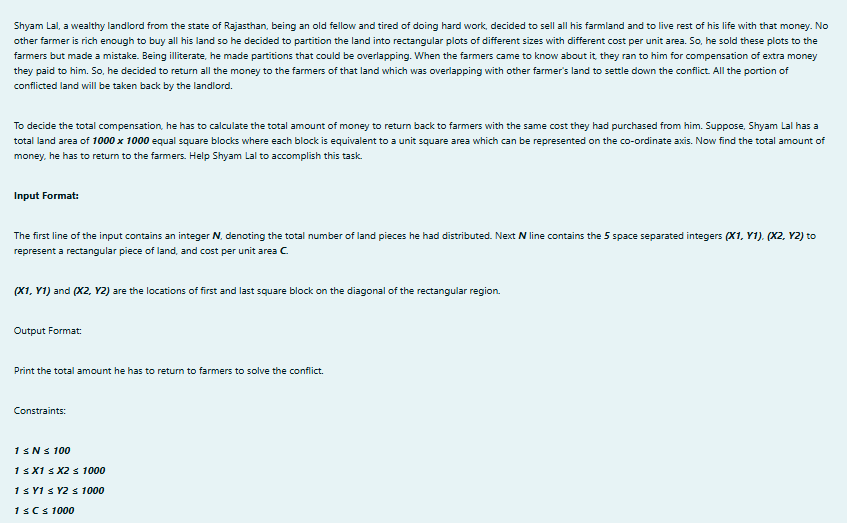 Shyam Lal, a wealthy landlord from the state of Rajasthan, being an old fellow and tired of doing hard work, decided to sell all his farmland and to live rest of his life with that money. No
other farmer is rich enough to buy all his land so he decided to partition the land into rectangular plots of different sizes with different cost per unit area. So, he sold these plots to the
farmers but made a mistake. Being illiterate, he made partitions that could be overlapping. When the farmers came to know about it, they ran to him for compensation of extra money
they paid to him. So, he decided to return all the money to the farmers of that land which was overlapping with other farmer's land to settle down the conflict. All the portion of
conflicted land will be taken back by the landlord.
To decide the total compensation, he has to calculate the total amount of money to return back to farmers with the same cost they had purchased from him. Suppose, Shyam Lal has a
total land area of 1000 x 1000 equal square blocks where each block is equivalent to a unit square area which can be represented on the co-ordinate axis. Now find the total amount of
money, he has to return to the farmers. Help Shyam Lal to accomplish this task.
Input Format:
The first line of the input contains an integer N, denoting the total number of land pieces he had distributed. Next N line contains the 5 space separated integers (X1, Y1), (X2, Y2) to
represent a rectangular piece of land, and cost per unit area C.
(X1, Y1) and (X2, Y2) are the locations of first and last square block on the diagonal of the rectangular region.
Output Format:
Print the total amount he has to return to farmers to solve the conflict.
Constraints:
1 ≤ N ≤ 100
1 ≤ X1 ≤ X2 ≤ 1000
1 ≤ Y1 ≤ Y2 ≤ 1000
1 ≤ C ≤ 1000